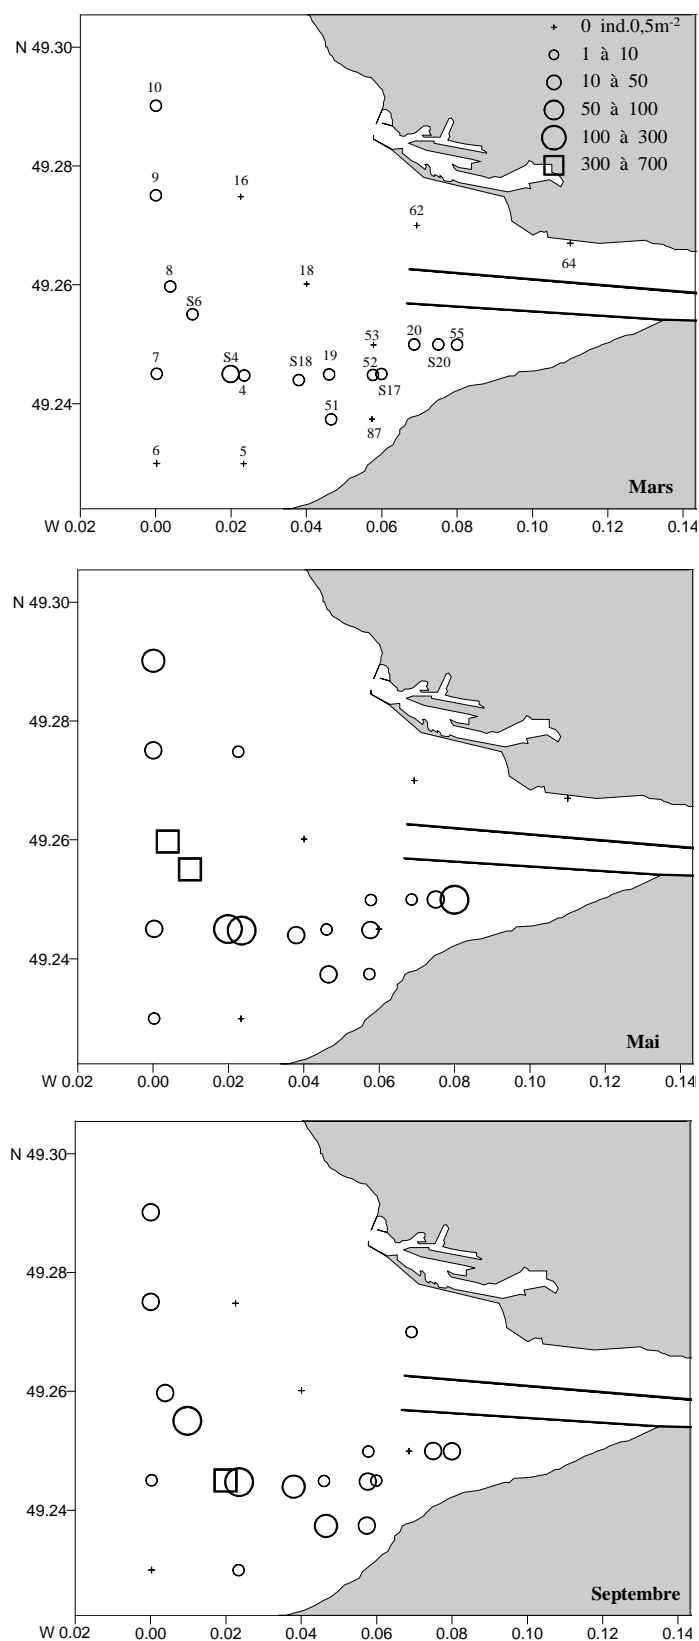 N 49.30
0 ind.0,5m-2
1 à 10
10 à 50
50 à 100
100 à 300
300 à 700
10
49.28
9
16
62
64
8
18
49.26
S6
53
20
55
7
S4
4
S18
19
52
S17
S20
49.24
51
87
6
5
Mars
W 0.02 0.00 0.02 0.04 0.06 0.08 0.10 0.12 0.14
N 49.30
49.28
49.26
49.24
Mai
W 0.02 0.00 0.02 0.04 0.06 0.08 0.10 0.12 0.14
N 49.30
49.28
49.26
49.24
Septembre
W 0.02 0.00 0.02 0.04 0.06 0.08 0.10 0.12 0.14